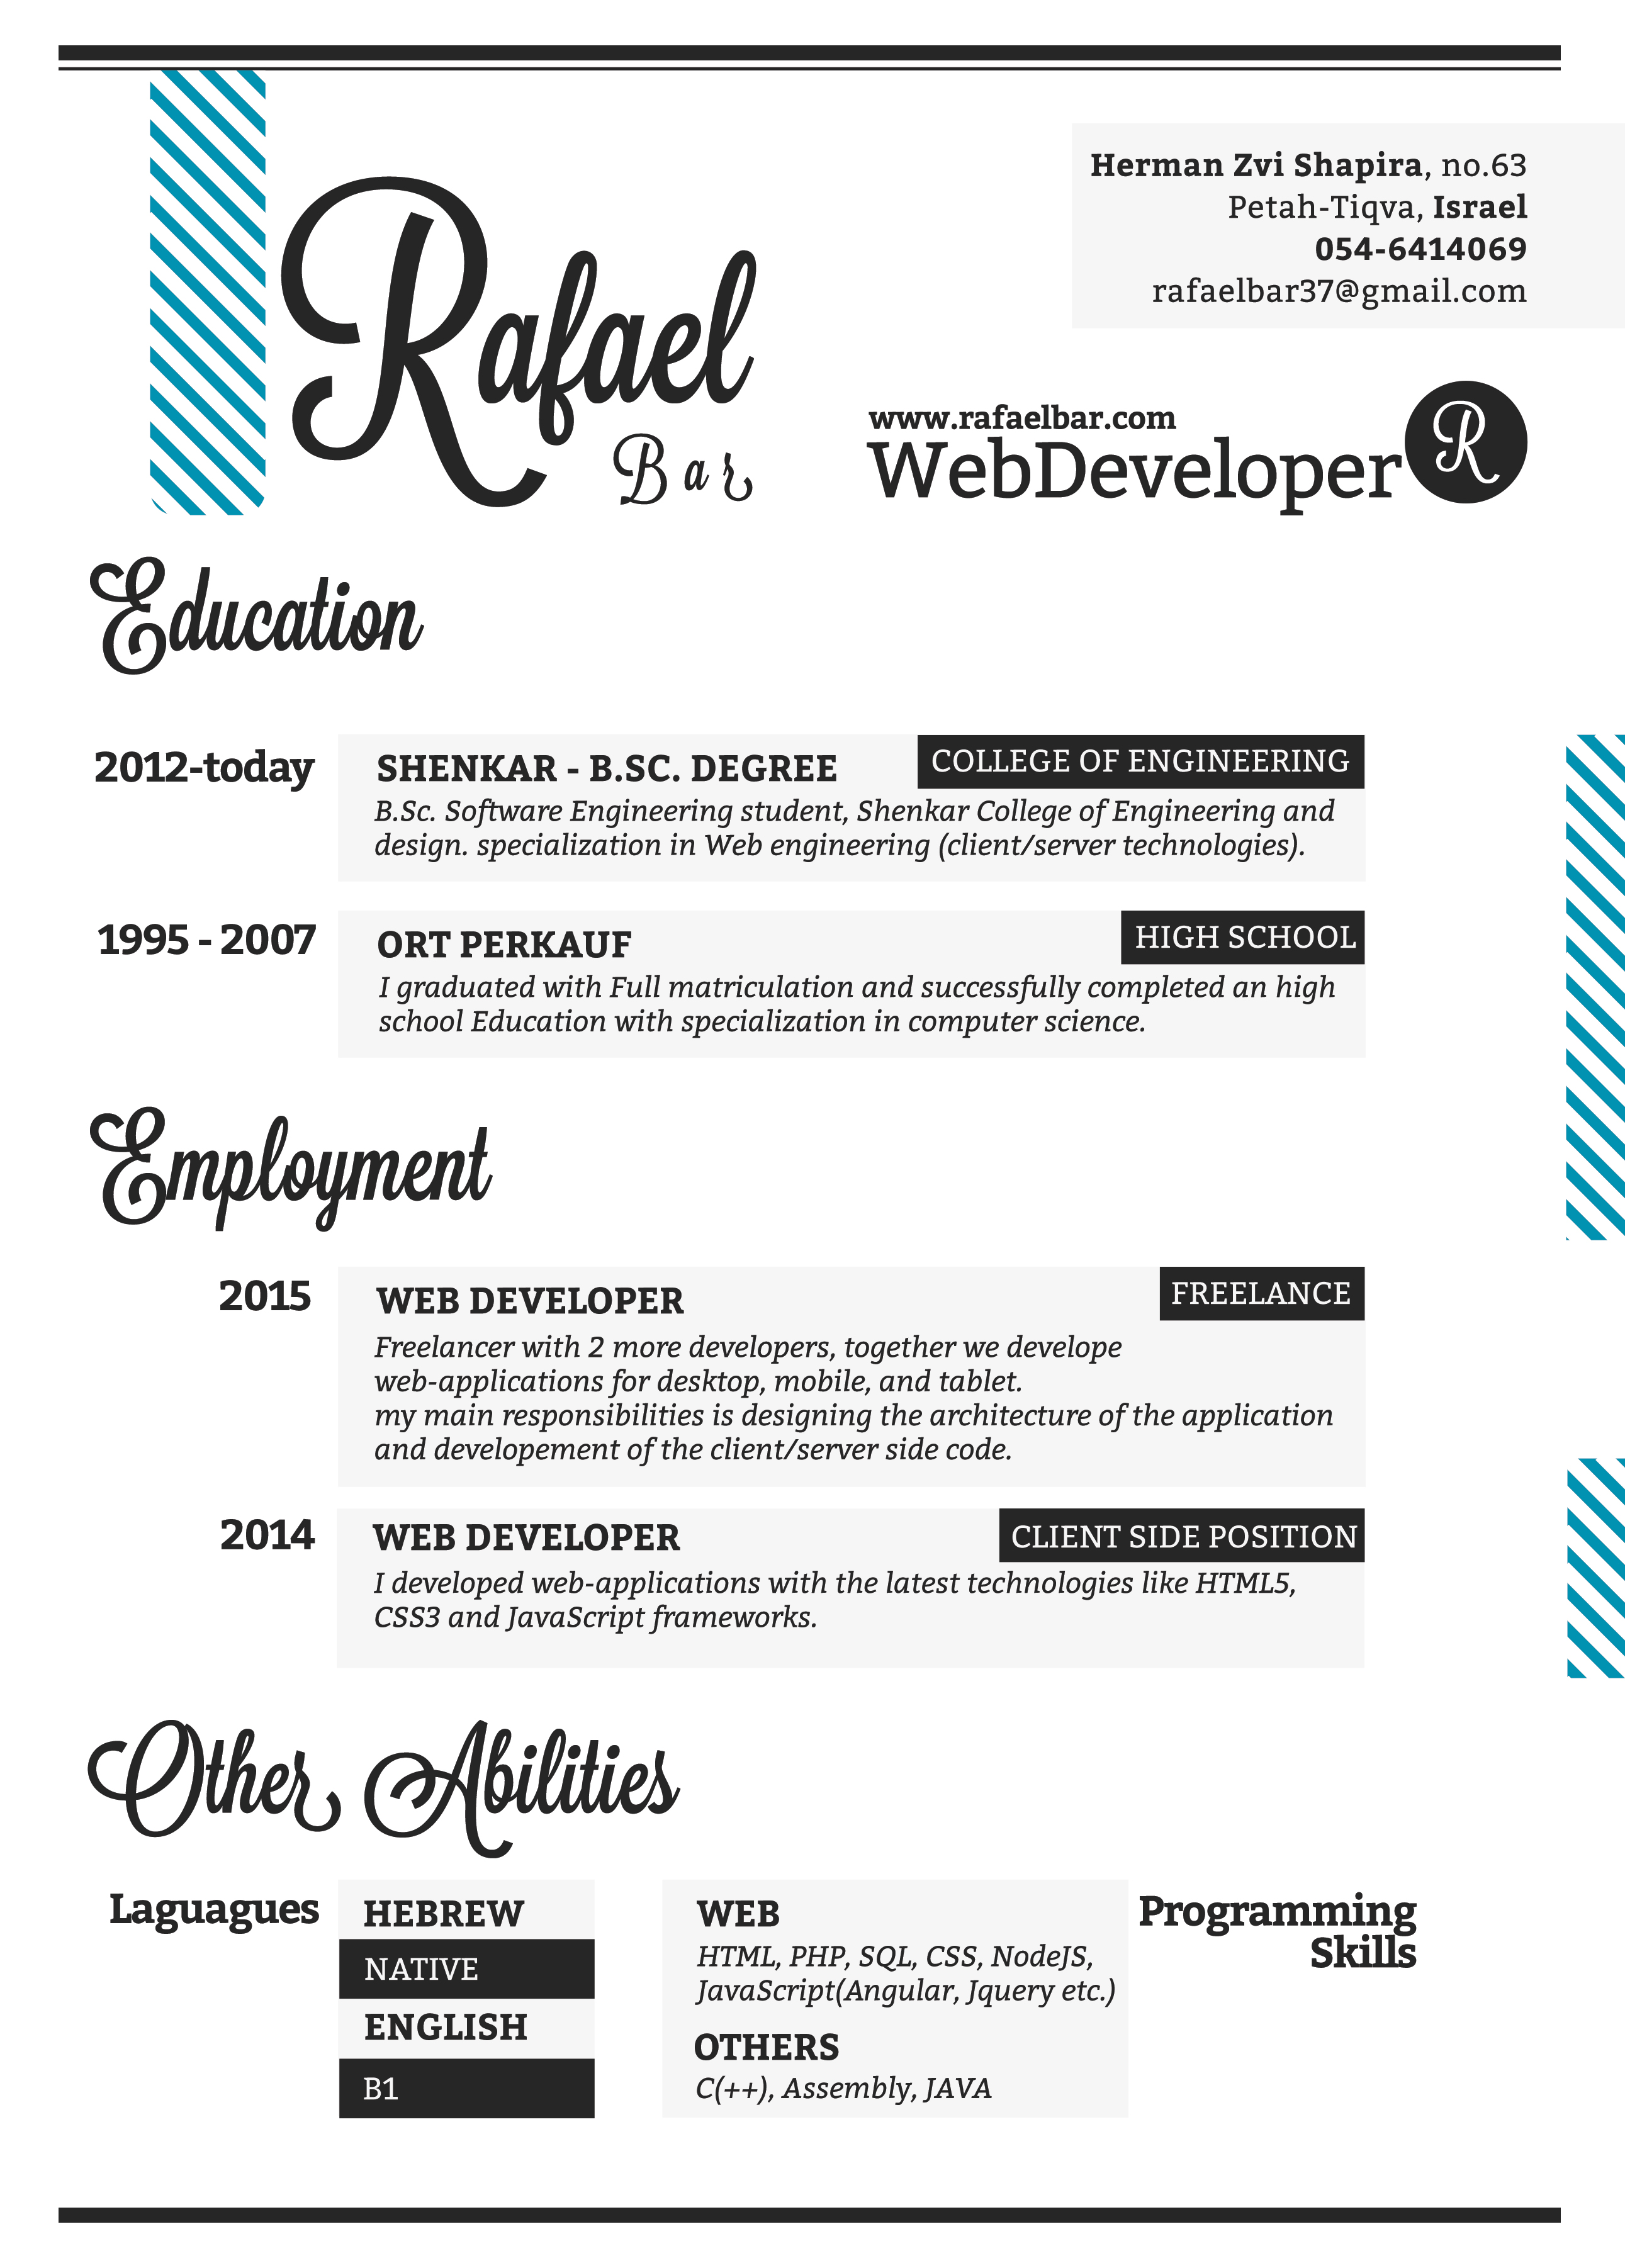 Herman Zvi Shapira, no.63
Petah-Tiqva, Israel
054-6414069
rafaelbar37@gmail.com
Rafael
Bar
www.rafaelbar.com
WebDeveloper
R
Education
2012-today
SHENKAR - B.SC. DEGREE
COLLEGE OF ENGINEERING
B.Sc. Software Engineering student, Shenkar College of Engineering and
design. specialization in Web engineering (client/server technologies).
1995 - 2007
ORT PERKAUF
HIGH SCHOOL
I graduated with Full matriculation and successfully completed an high
school Education with specialization in computer science.
Employment
2015
WEB DEVELOPER
FREELANCE
Freelancer with 2 more developers, together we develope
web-applications for desktop, mobile, and tablet.
my main responsibilities is designing the architecture of the application
and developement of the client/server side code.
2014
WEB DEVELOPER
CLIENT SIDE POSITION
I developed web-applications with the latest technologies like HTML5,
CSS3 and JavaScript frameworks.
Other Abilities
Laguagues
HEBREW
NATIVE
ENGLISH
B1
WEB
HTML, PHP, SQL, CSS, NodeJS,
JavaScript(Angular, Jquery etc.)
OTHERS
C(++), Assembly, JAVA
Programming
Skills